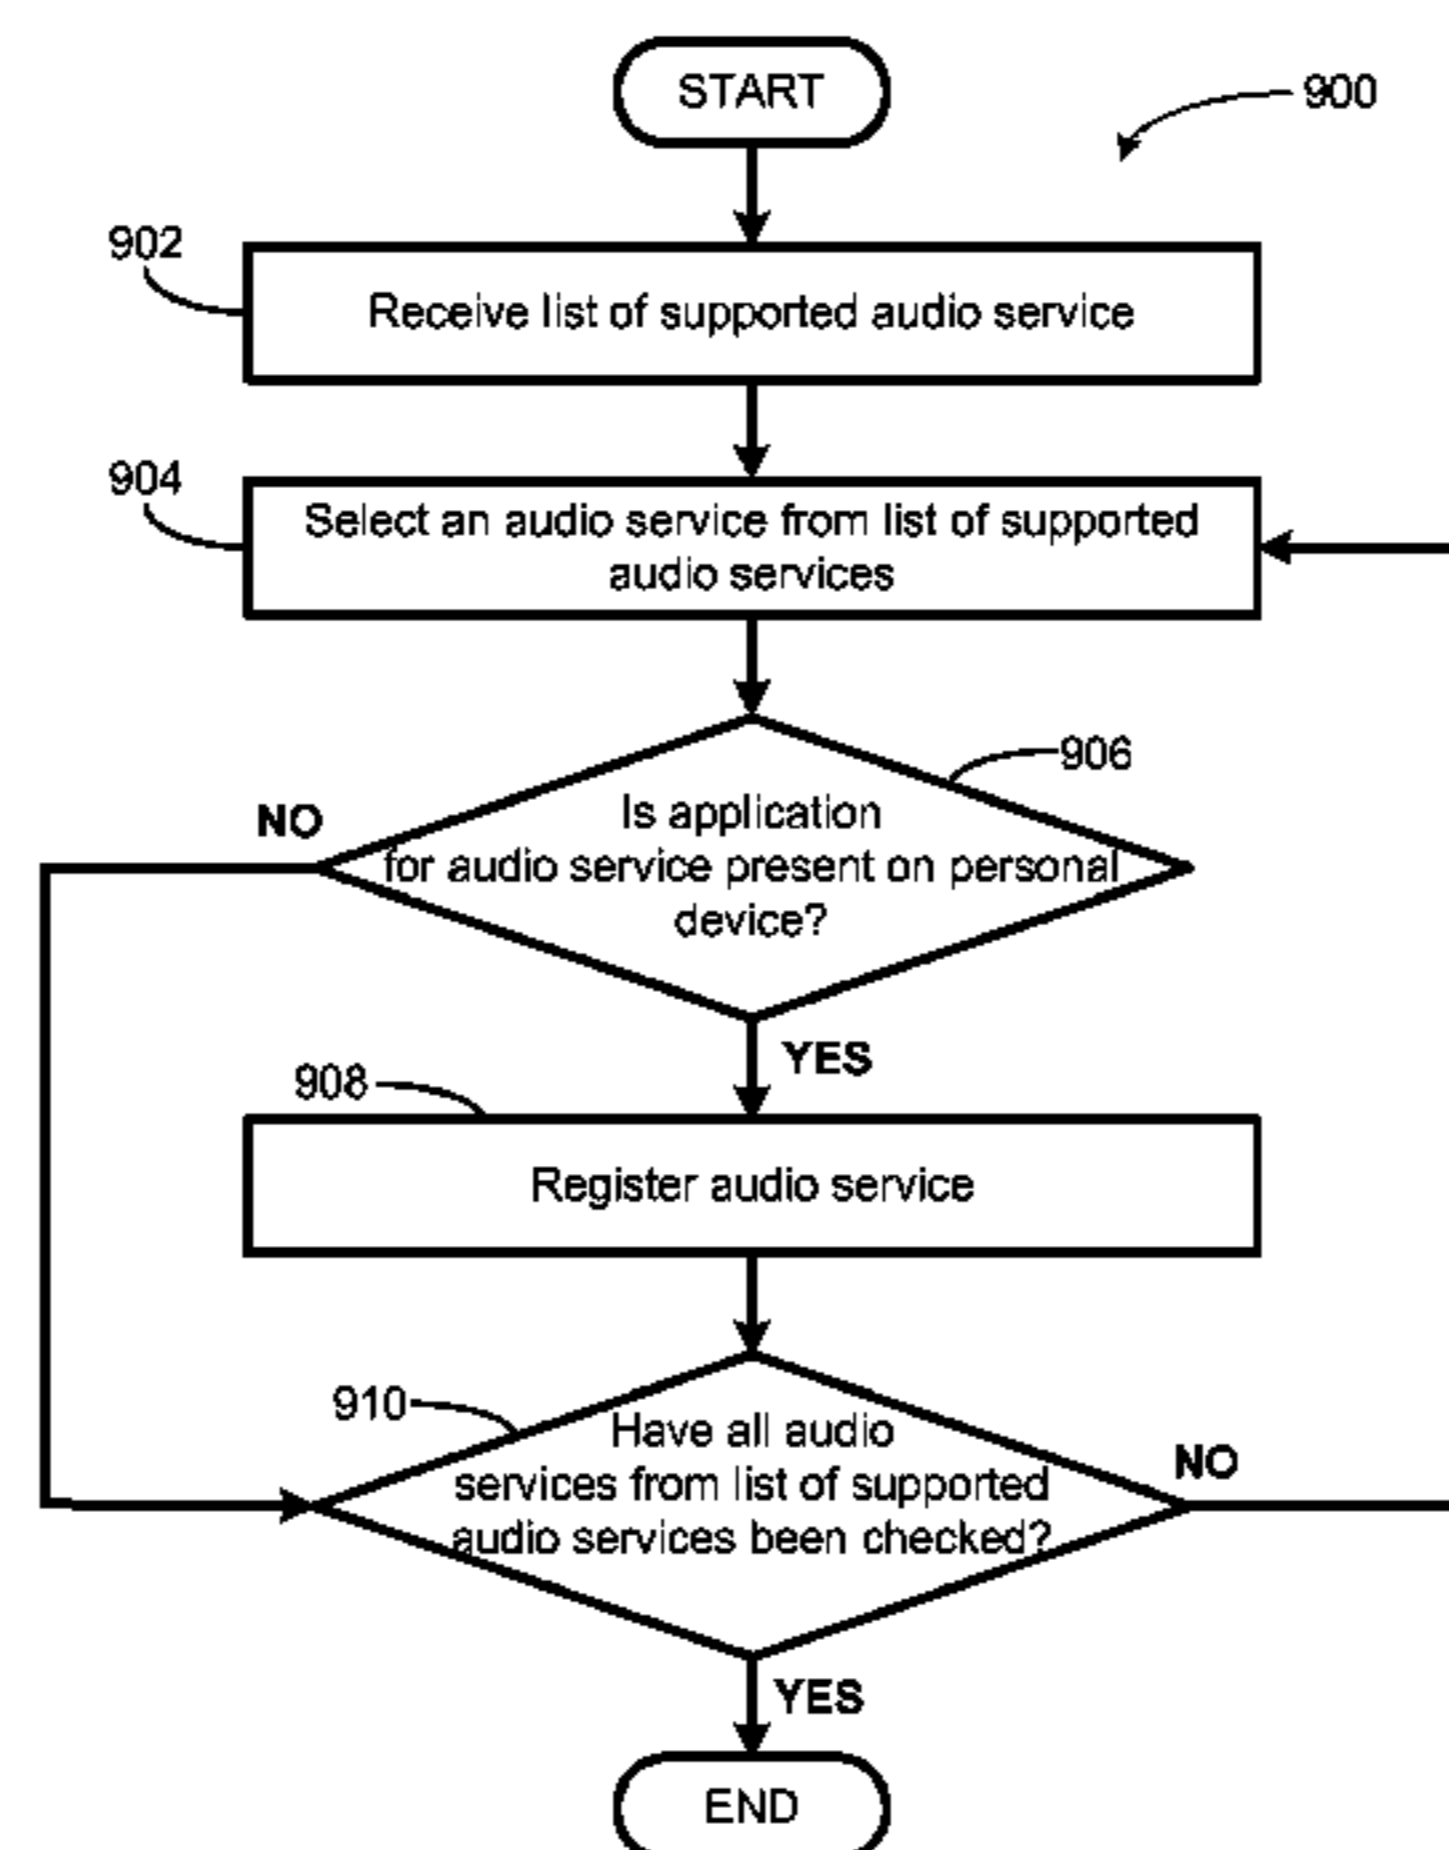 START
900
902
Receive list of supported audio service
904
Select an audio service from list of supported
audio services
906
NO
Is application
for audio service present on personal
device?
YES
908
Register audio service
910
Have all audio
services from list of supported
audio services been checked?
NO
YES
END